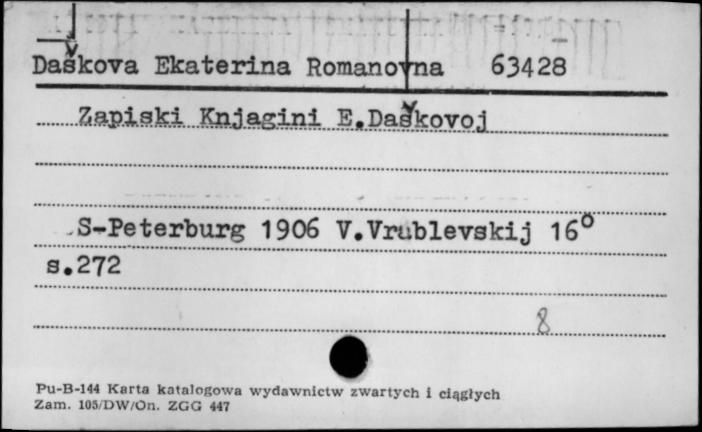 Daškova Ekaterina Romanovna 63428
Zapiski Knjagini E.Daškovoj
S-Peterburg 1906 V.Vrublevskij 16°
s.272
8
Pu-B-144 Karta katalogowa wydawnictw zwartych i ciągłych
Zam. 105/DW/On. ZGG 447